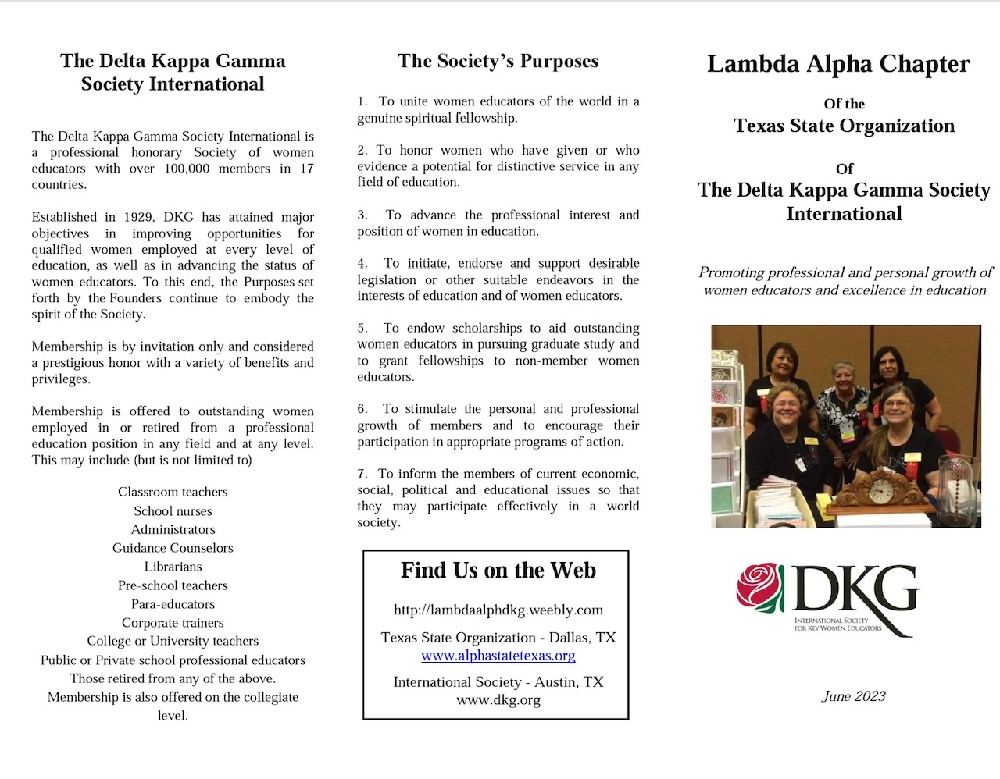 The Delta Kappa Gamma
Society International
The Delta Kappa Gamma Society International is
a professional honorary Society of women
educators with over 100,000 members in 17
countries.
Established in 1929, DKG has attained major
objectives in improving opportunities for
qualified women employed at every level of
education, as well as in advancing the status of
women educators. To this end, the Purposes set
forth by the Founders continue to embody the
spirit of the Society.
Membership is by invitation only and considered
a prestigious honor with a variety of benefits and
privileges.
Membership is offered to outstanding women
employed in or retired from a professional
education position in any field and at any level.
This may include (but is not limited to)
Classroom teachers
School nurses
Administrators
Guidance Counselors
Librarians
Pre-school teachers
Para-educators
Corporate trainers
College or University teachers
Public or Private school professional educators
Those retired from any of the above.
Membership is also offered on the collegiate
level.
The Society's Purposes
1. To unite women educators of the world in a
genuine spiritual fellowship.
2. To honor women who have given or who
evidence a potential for distinctive service in any
field of education.
3. To advance the professional interest and
position of women in education.
4. To initiate, endorse and support desirable
legislation or other suitable endeavors in the
interests of education and of women educators.
5. To endow scholarships to aid outstanding
women educators in pursuing graduate study and
to grant fellowships to non-member women
educators.
6. To stimulate the personal and professional
growth of members and to encourage their
participation in appropriate programs of action.
7. To inform the members of current economic,
social, political and educational issues so that
they may participate effectively in a world
society.
Find Us on the Web
http://lambdaalphdkg.weebly.com
Texas State Organization - Dallas, TX
www.alphastatetexas.org
International Society - Austin, TX
www.dkg.org
Lambda Alpha Chapter
Of the
Texas State Organization
Of
The Delta Kappa Gamma Society
International
Promoting professional and personal growth of
women educators and excellence in education
DKG
INTERNATIONAL SOCIETY
FOR KEY WOMEN EDUCATORS
June 2023